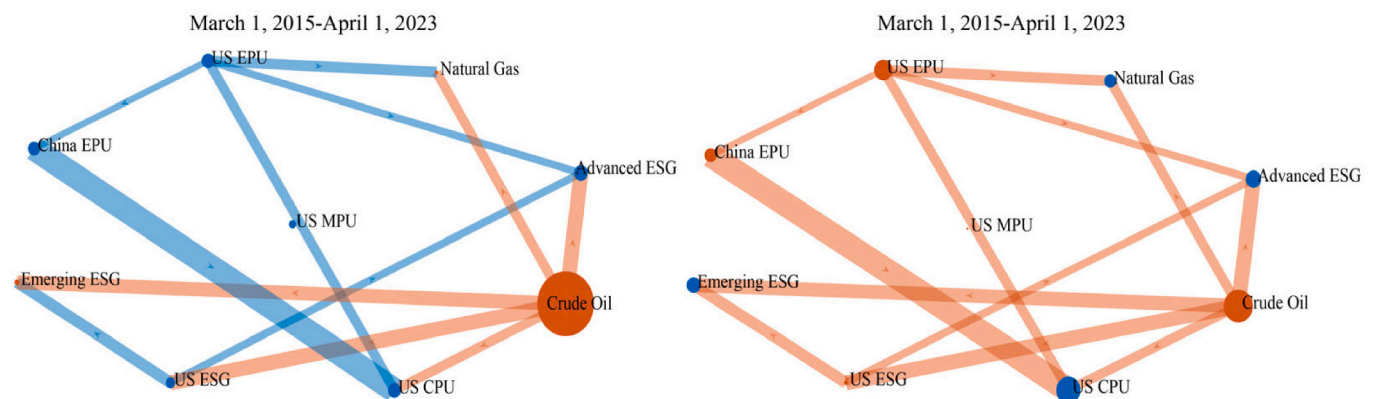 March 1, 2015-April 1, 2023
US EPU
Natural Gas
China EPU
Advanced ESG
US MPU
Emerging ESG
Crude Oil
US ESG
US CPU
March 1, 2015-April 1, 2023
US EPU
Natural Gas
China EPU
Advanced ESG
US MPU
Emerging ESG
Crude Oil
US ESG
US CPU